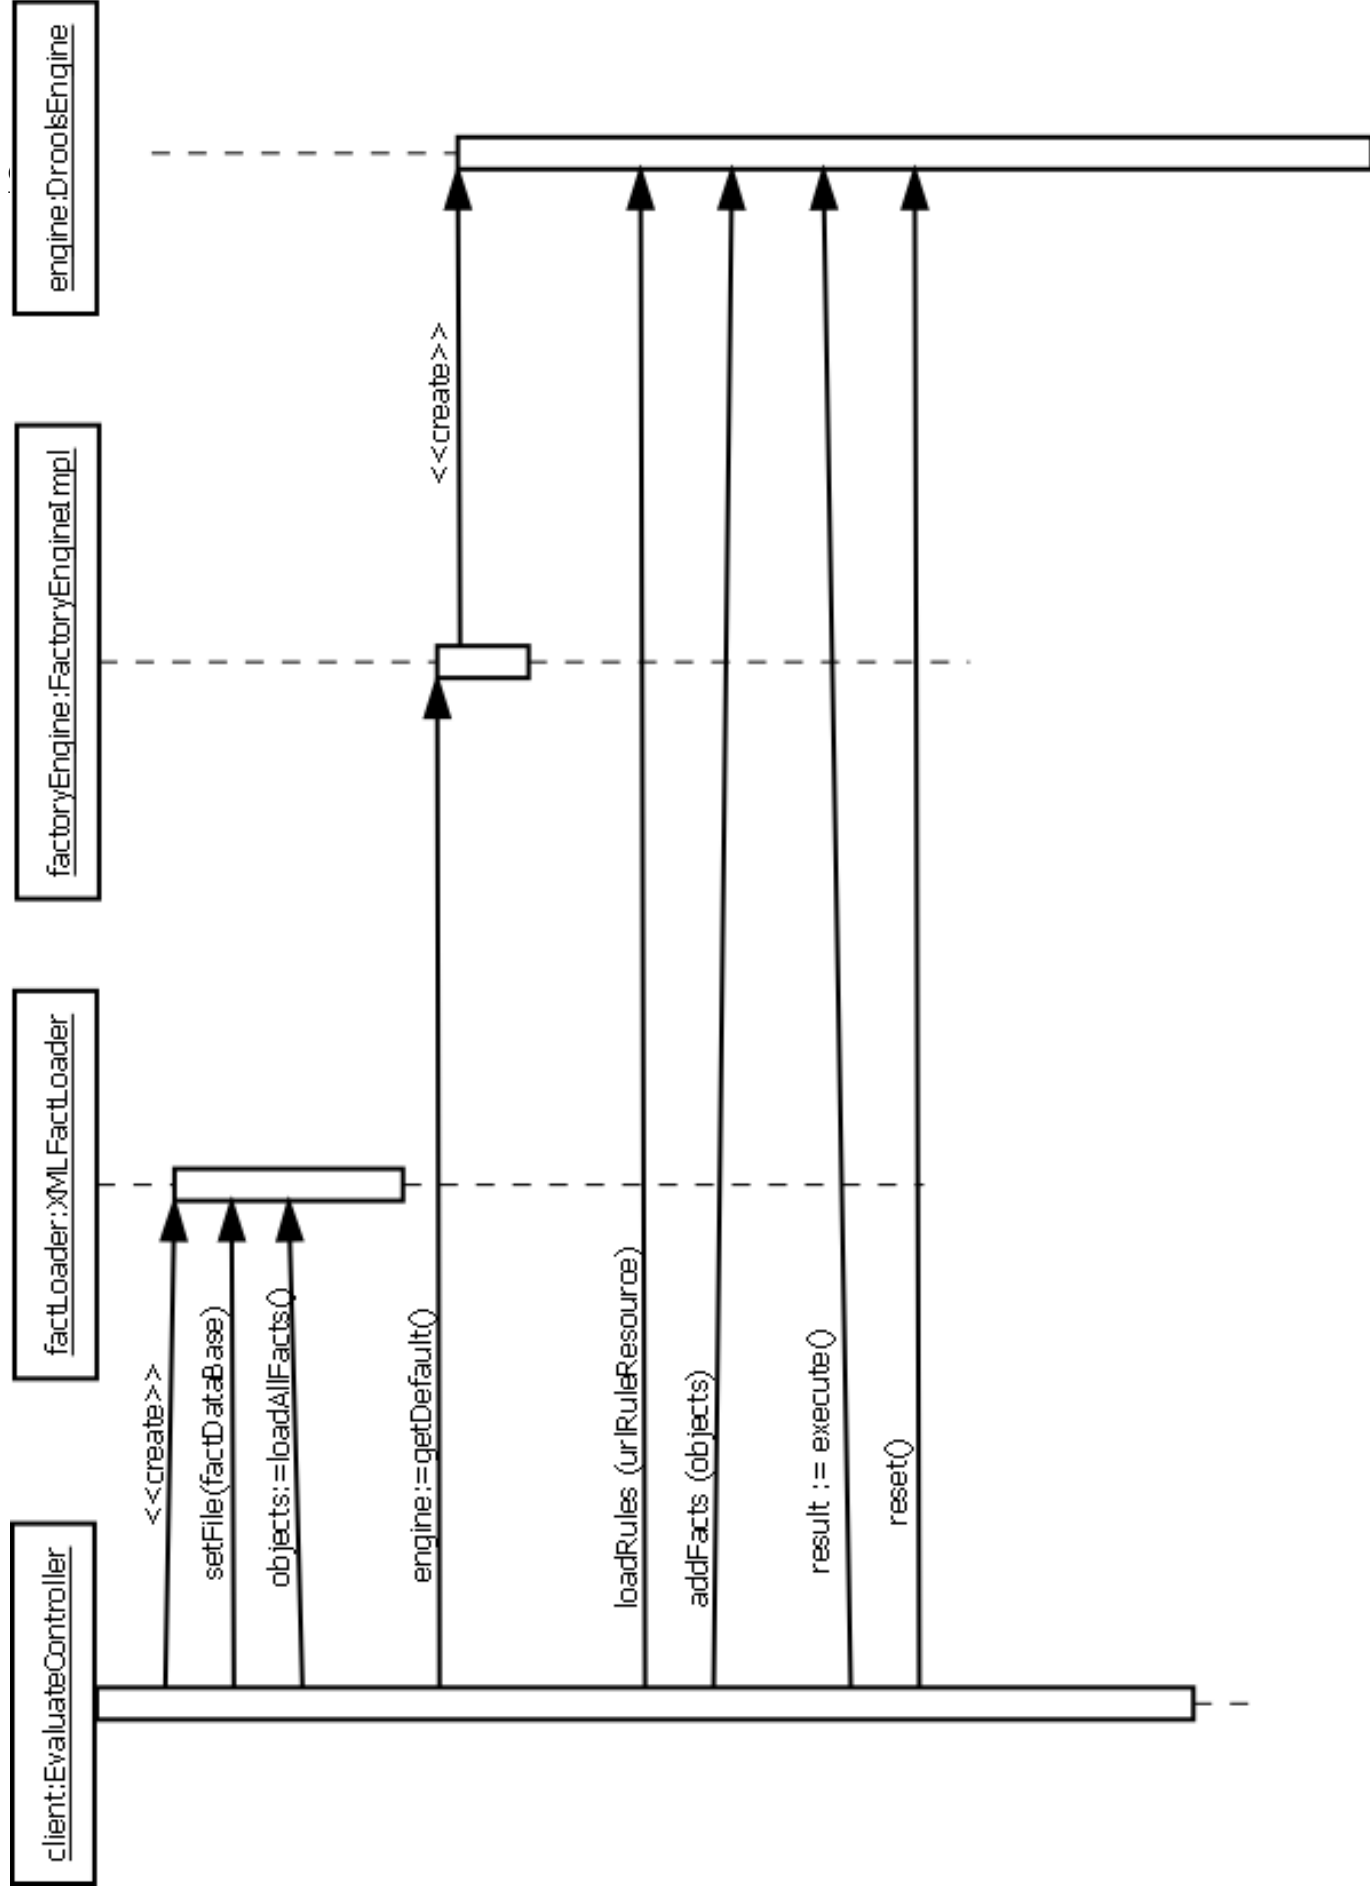 client:EvaluateController
factLoader:XMLFactLoader
factoryEngine:FactoryEngineImpl
engine:DroolsEngine
<<create>>
setFile(factDataBase)
objects:=loadAllFacts()
engine:=getDefault()
<<create>>
loadRules (urlRuleResource)
addFacts (objects)
result := execute()
reset()